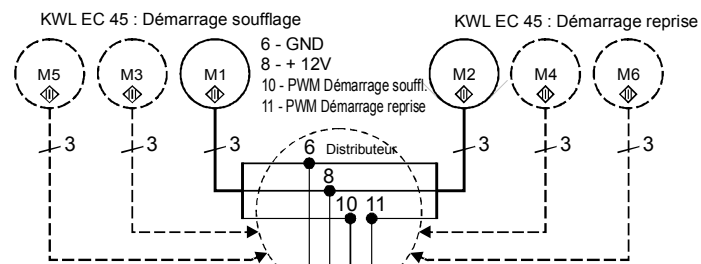 KWL EC 45 : Démarrage soufflage
KWL EC 45 : Démarrage reprise
6 - GND
8 - + 12V
10 - PWM Démarrage souffl.
11 - PWM Démarrage reprise
M5
M3
M1
M2
M4
M6
3
3
3
3
3
3
6
Distributeur
8
10
11